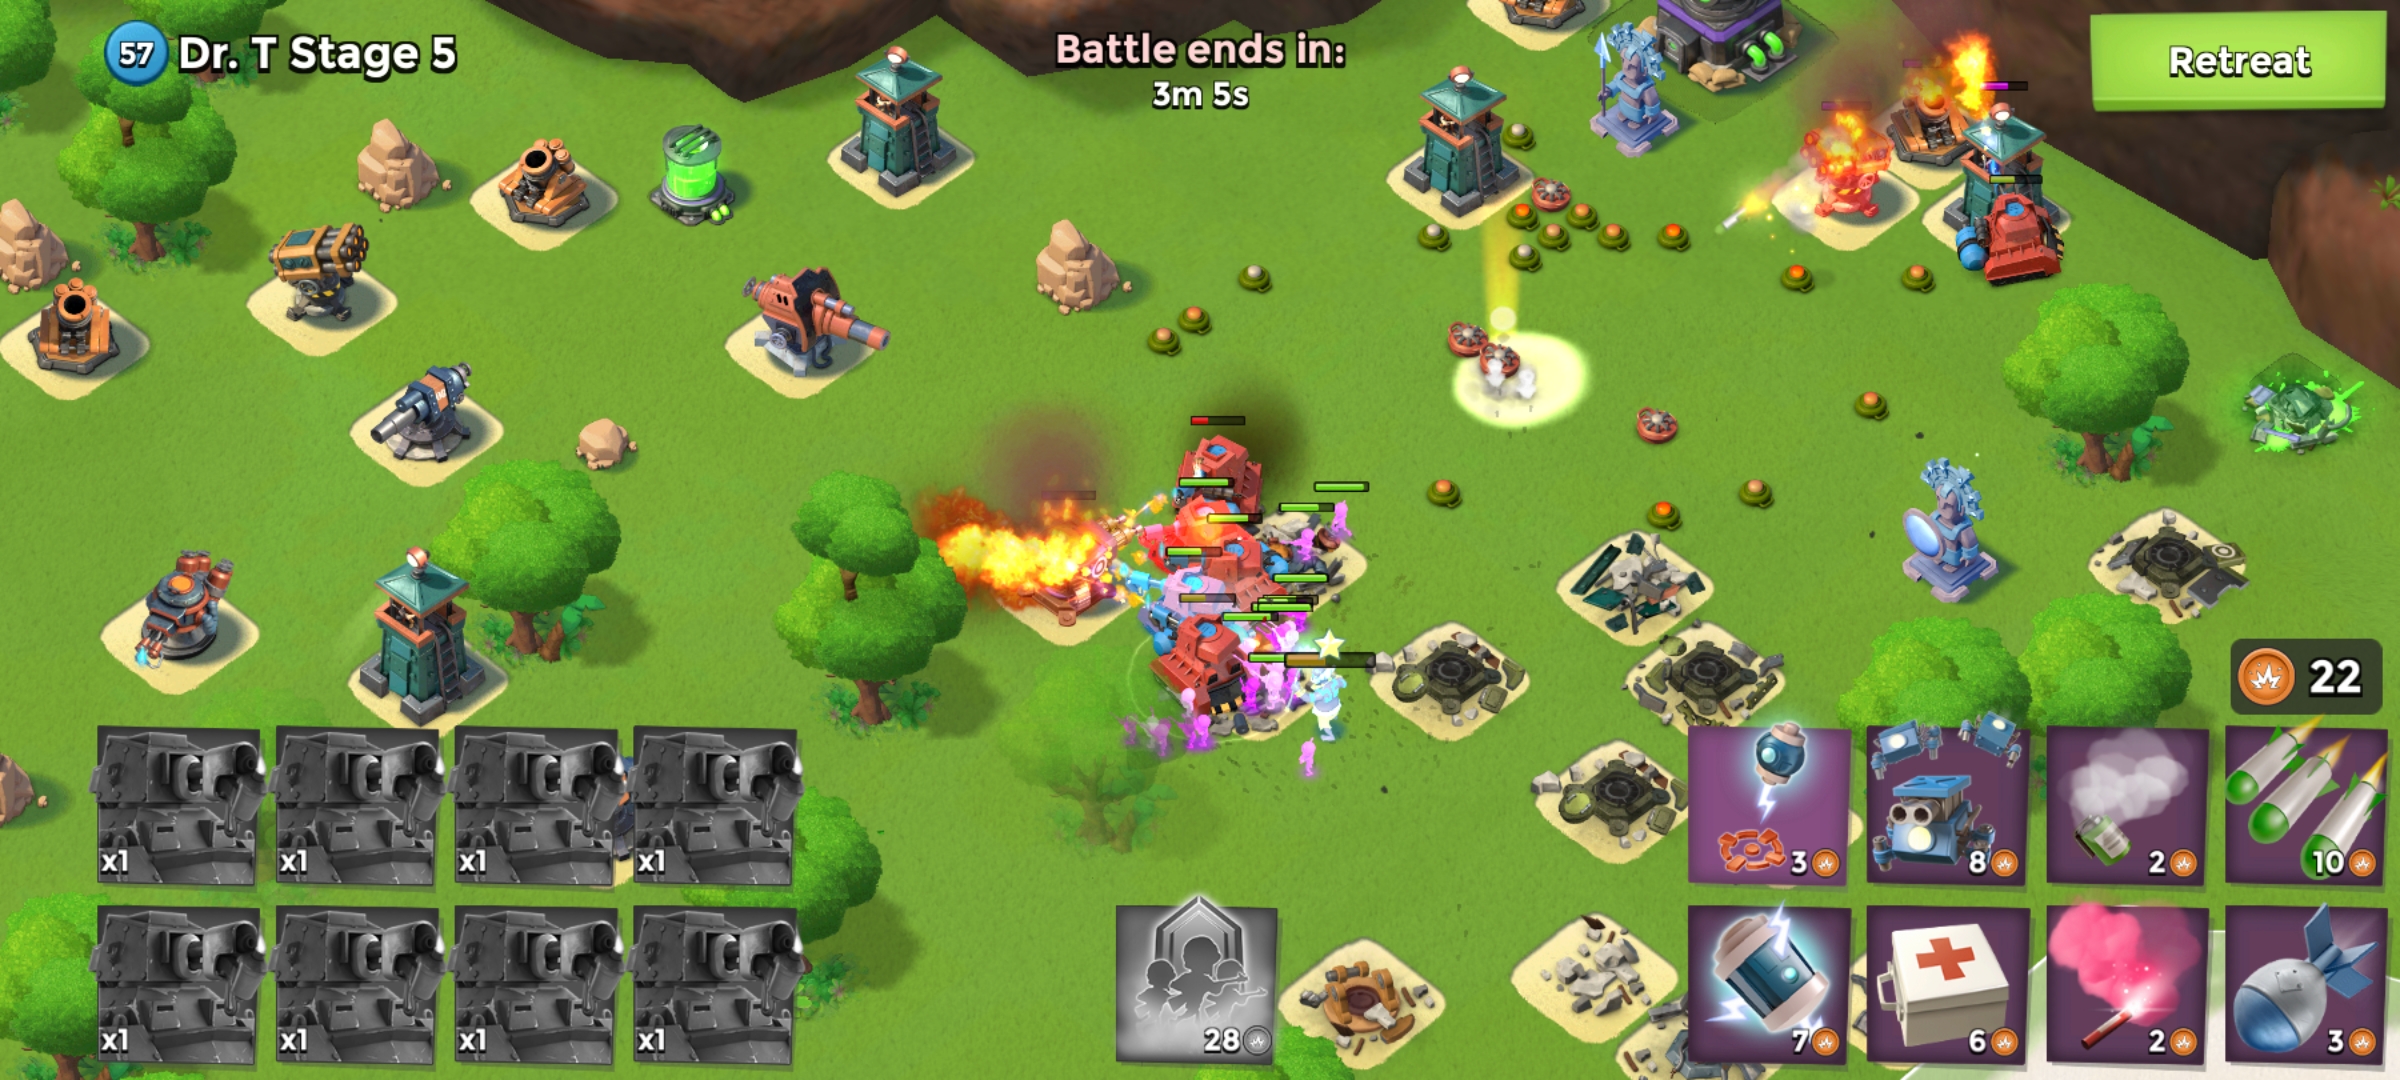 57 Dr. T Stage 5
Battle ends in:
3m 5s
Retreat
22
x1 x1 x1 x1
3 8 2 10
x1 x1 x1 x1
28
7 6 2 3